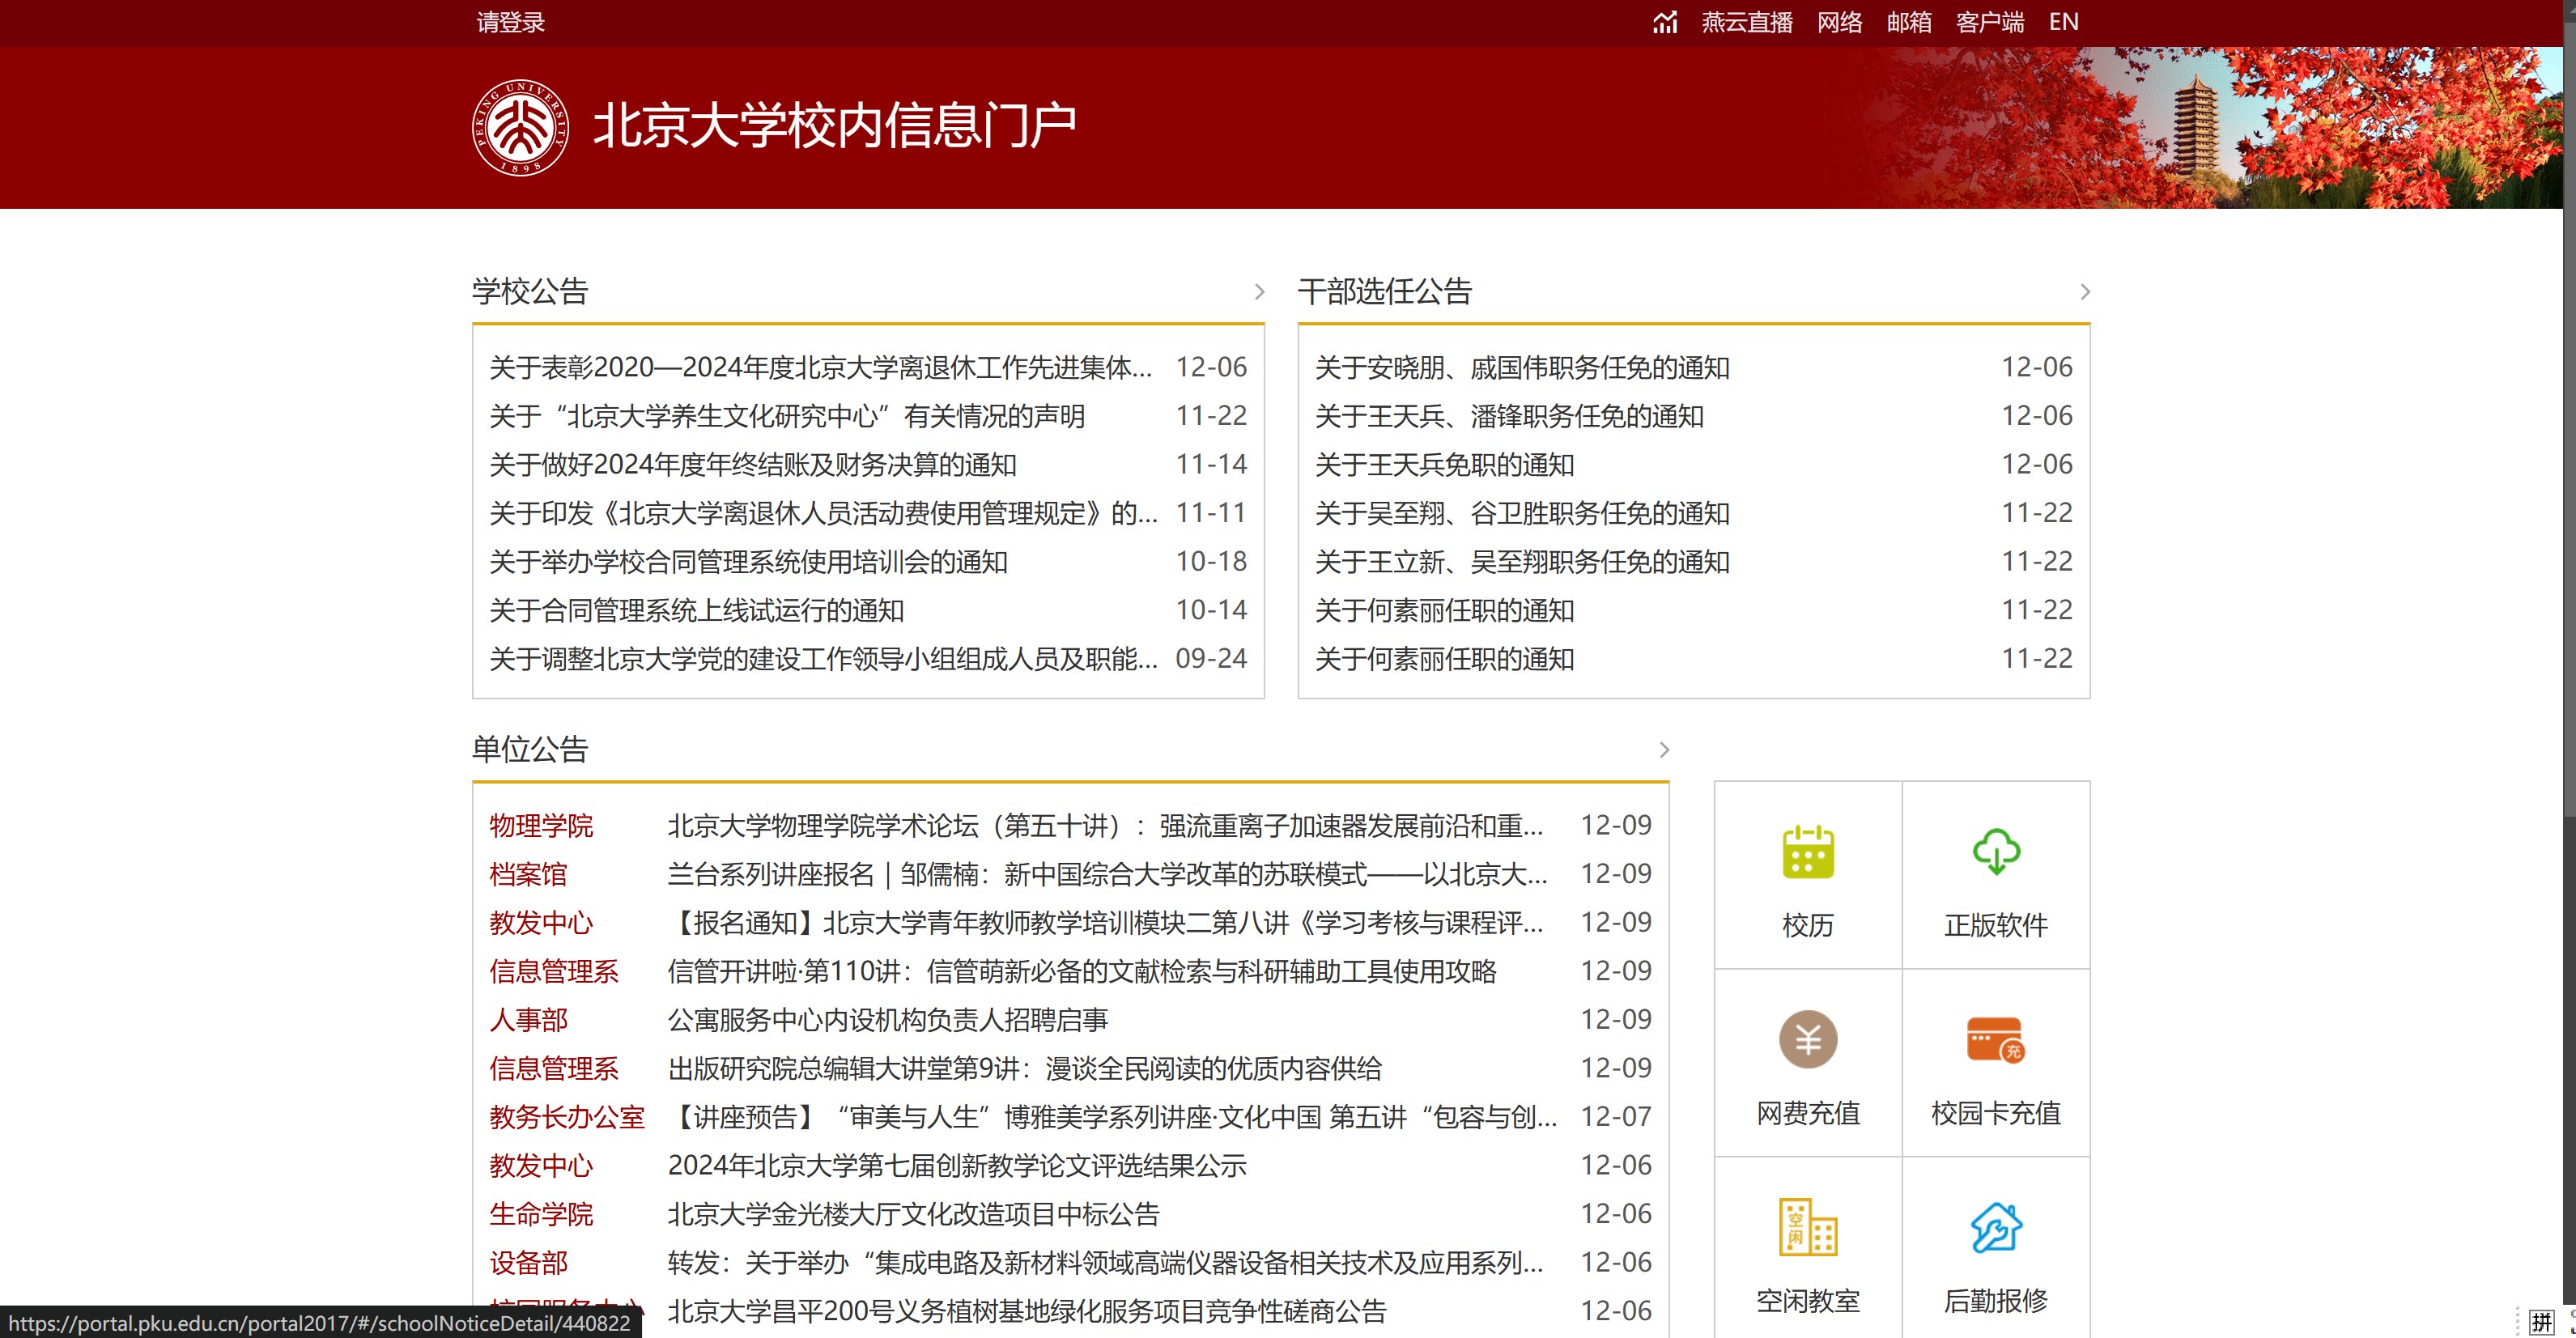 请登录
燕云直播 网络 邮箱 客户端 EN
PEKING UNIVERSITY 1898
北京大学校内信息门户
学校公告
关于表彰2020—2024年度北京大学离退休工作先进集体... 12-06
关于“北京大学养生文化研究中心”有关情况的声明 11-22
关于做好2024年度年终结账及财务决算的通知 11-14
关于印发《北京大学离退休人员活动费使用管理规定》的... 11-11
关于举办学校合同管理系统使用培训会的通知 10-18
关于合同管理系统上线试运行的通知 10-14
关于调整北京大学党的建设工作领导小组组成人员及职能... 09-24
干部选任公告
关于安晓朋、戚国伟职务任免的通知 12-06
关于王天兵、潘锋职务任免的通知 12-06
关于王天兵免职的通知 12-06
关于吴至翔、谷卫胜职务任免的通知 11-22
关于王立新、吴至翔职务任免的通知 11-22
关于何素丽任职的通知 11-22
关于何素丽任职的通知 11-22
单位公告
物理学院 北京大学物理学院学术论坛（第五十讲）：强流重离子加速器发展前沿和重... 12-09
档案馆 兰台系列讲座报名｜邹儒楠：新中国综合大学改革的苏联模式——以北京大... 12-09
教发中心 【报名通知】北京大学青年教师教学培训模块二第八讲《学习考核与课程评... 12-09
信息管理系 信管开讲啦·第110讲：信管萌新必备的文献检索与科研辅助工具使用攻略 12-09
人事部 公寓服务中心内设机构负责人招聘启事 12-09
信息管理系 出版研究院总编辑大讲堂第9讲：漫谈全民阅读的优质内容供给 12-09
教务长办公室 【讲座预告】“审美与人生”博雅美学系列讲座·文化中国 第五讲“包容与创... 12-07
教发中心 2024年北京大学第七届创新教学论文评选结果公示 12-06
生命学院 北京大学金光楼大厅文化改造项目中标公告 12-06
设备部 转发：关于举办“集成电路及新材料领域高端仪器设备相关技术及应用系列... 12-06
北京大学昌平200号义务植树基地绿化服务项目竞争性磋商公告 12-06
校历
正版软件
¥
充
网费充值
校园卡充值
空闲
空闲教室
后勤报修
https://portal.pku.edu.cn/portal2017/#/schoolNoticeDetail/440822
拼